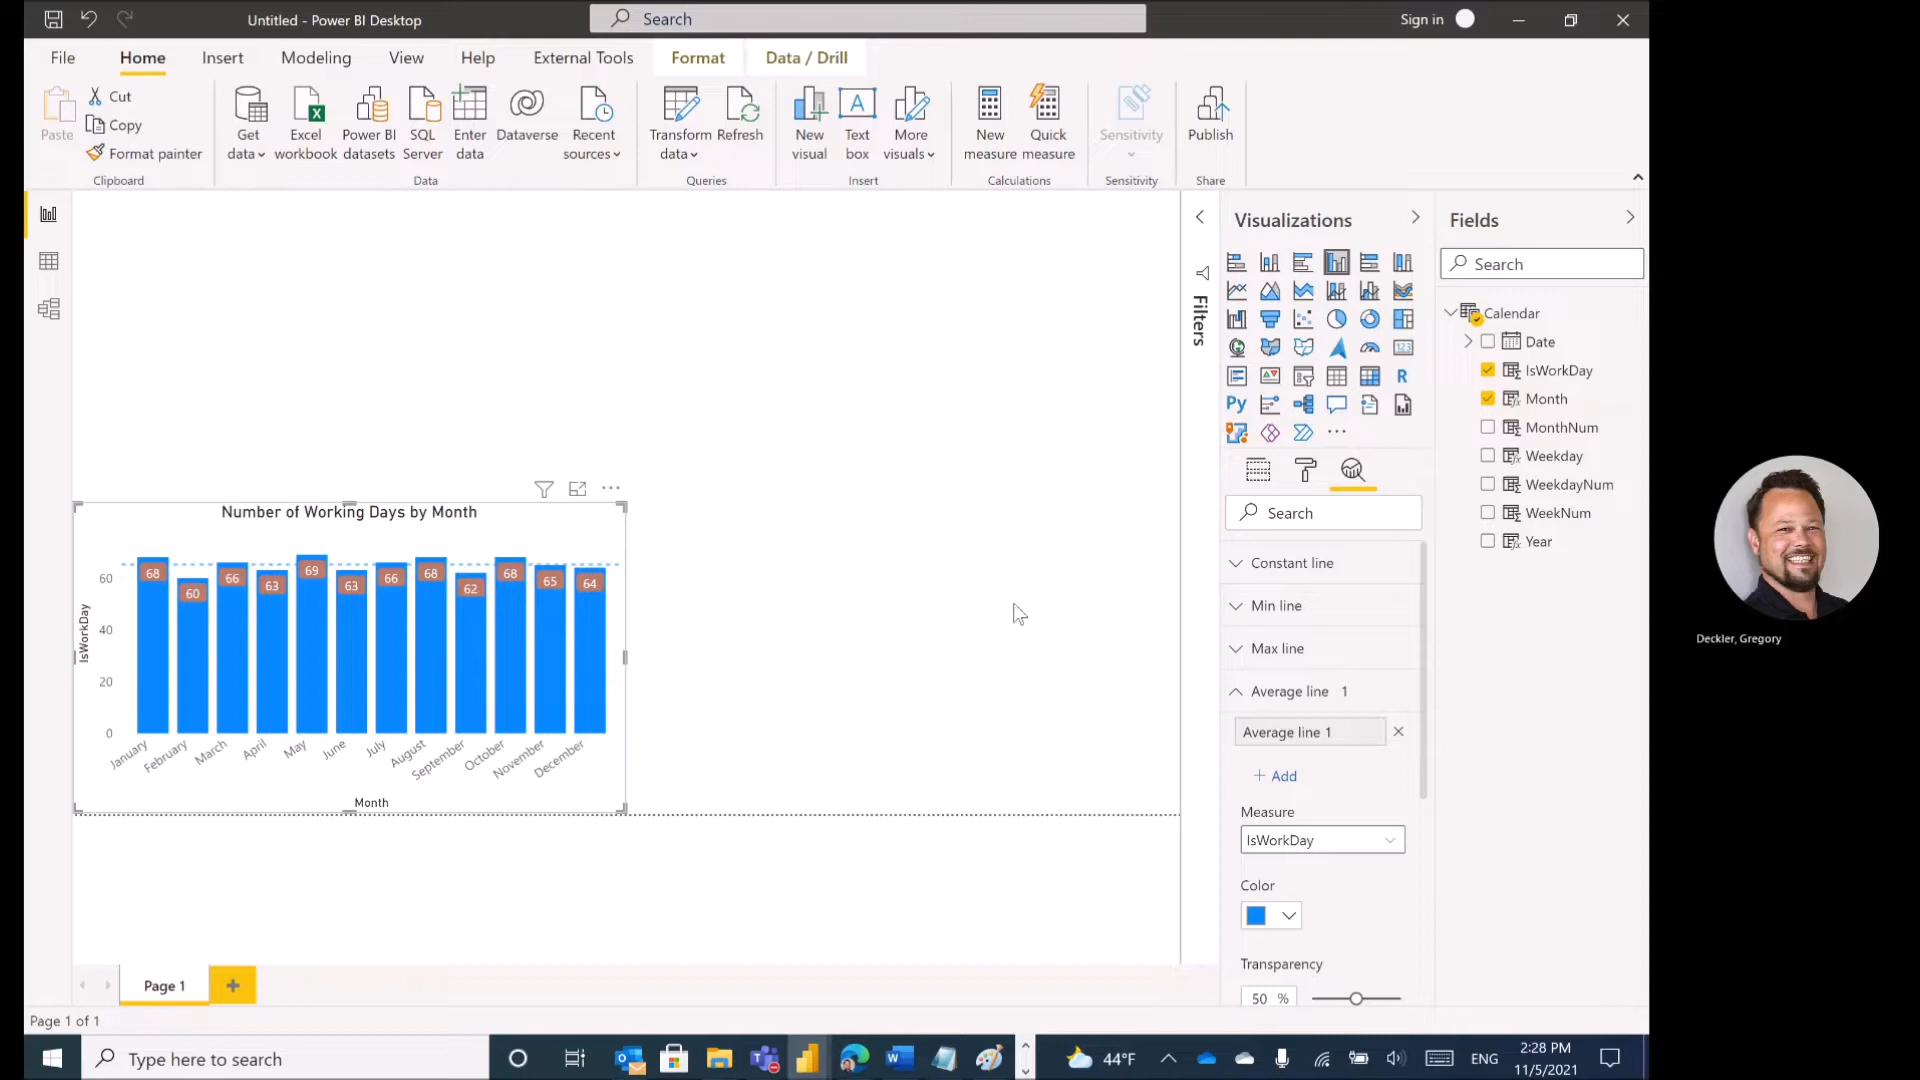 Untitled - Power BI Desktop
Search
Sign in
File
Home
Insert
Modeling
View
Help
External Tools
Format
Data / Drill
Paste
Cut
Copy
Format painter
Clipboard
Get data
Excel workbook
Power BI datasets
SQL Server
Enter data
Dataverse
Recent sources
Data
Transform data
Refresh
Queries
New visual
A
Text box
More visuals
Insert
New measure
Quick measure
Calculations
Sensitivity
Sensitivity
Publish
Share
Number of Working Days by Month
IsWorkDay
60
40
20
0
68
60
66
63
69
63
66
68
62
68
65
64
January
February
March
April
May
June
July
August
September
October
November
December
Month
Filters
Visualizations
123
R
Py
Search
Constant line
Min line
Max line
Average line 1
Average line 1
+ Add
Measure
IsWorkDay
Color
Transparency
50 %
Fields
Search
Calendar
Date
IsWorkDay
Month
MonthNum
Weekday
WeekdayNum
WeekNum
Year
Deckler, Gregory
Page 1
Page 1 of 1
Type here to search
44°F
ENG
2:28 PM
11/5/2021